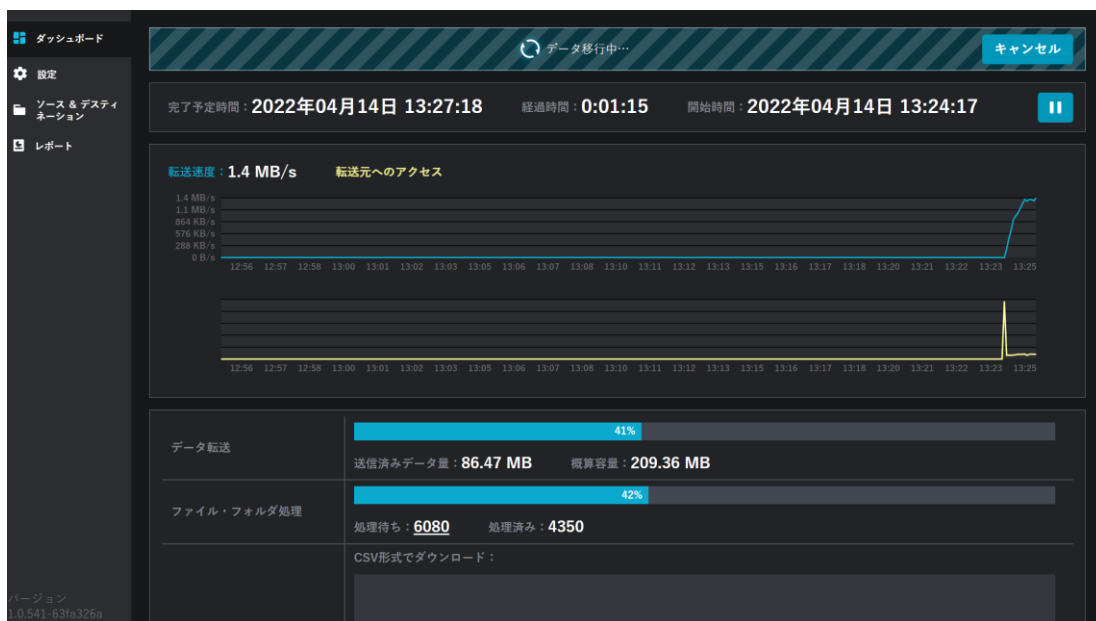 ダッシュボード
設定
ソース & デスティ
ネーション
レポート
バージョン
1.0.541-63fa326a
データ移行中…
キャンセル
完了予定時間：2022年04月14日 13:27:18 経過時間：0:01:15 開始時間：2022年04月14日 13:24:17
転送速度：1.4 MB/s 転送元へのアクセス
1.4 MB/s
1.1 MB/s
864 KB/s
576 KB/s
288 KB/s
0 B/s
12:56 12:57 12:58 13:00 13:01 13:02 13:03 13:05 13:06 13:07 13:08 13:10 13:11 13:12 13:13 13:15 13:16 13:17 13:18 13:20 13:21 13:22 13:23 13:25
12:56 12:57 12:58 13:00 13:01 13:02 13:03 13:05 13:06 13:07 13:08 13:10 13:11 13:12 13:13 13:15 13:16 13:17 13:18 13:20 13:21 13:22 13:23 13:25
データ転送
41%
送信済みデータ量：86.47 MB 概算容量：209.36 MB
ファイル・フォルダ処理
42%
処理待ち：6080 処理済み：4350
CSV形式でダウンロード：